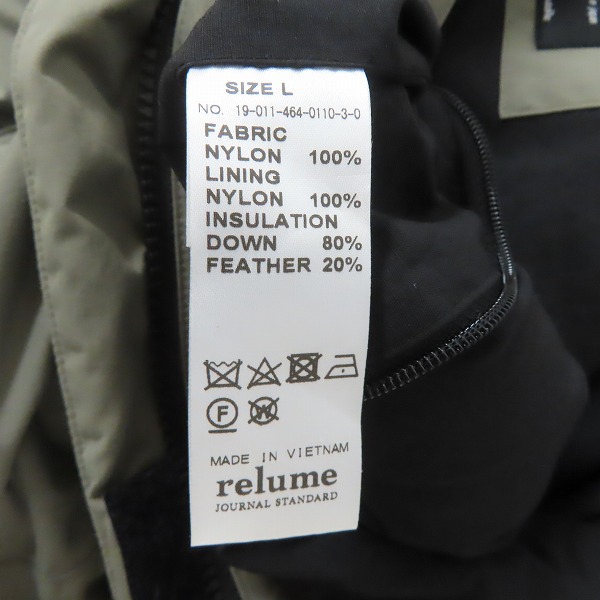 SIZE L
NO. 19-011-464-0110-3-0
FABRIC
NYLON 100%
LINING
NYLON 100%
INSULATION
DOWN 80%
FEATHER 20%
F
W
MADE IN VIETNAM
relume
JOURNAL STANDARD